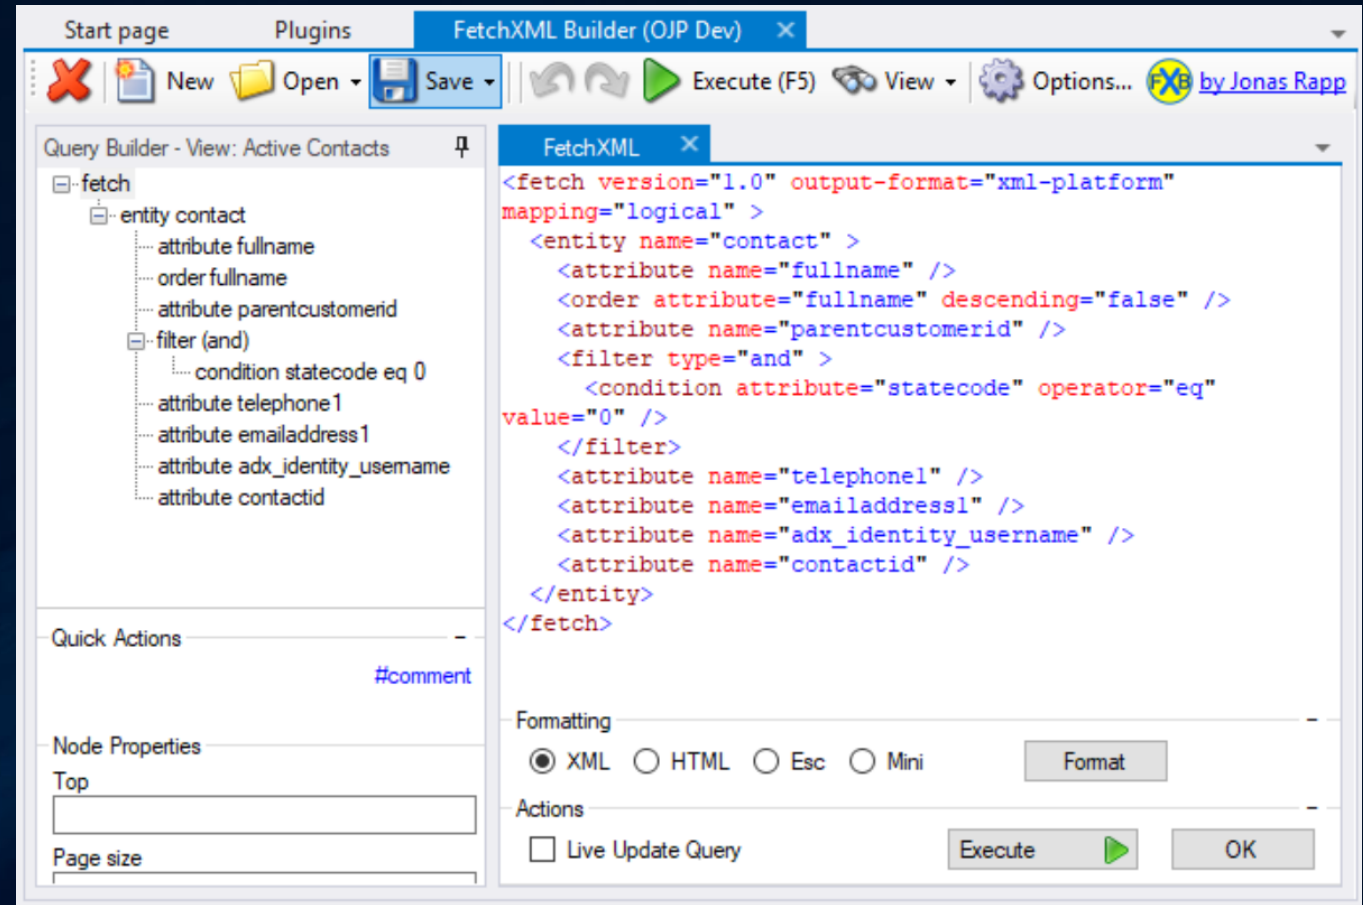 Start page Plugins FetchXML Builder (OJP Dev) ×
New Open Save Execute (F5) View Options... FXB by Jonas Rapp
Query Builder - View: Active Contacts
fetch
entity contact
attribute fullname
order fullname
attribute parentcustomerid
filter (and)
condition statecode eq 0
attribute telephone1
attribute emailaddress1
attribute adx_identity_username
attribute contactid
Quick Actions
#comment
Node Properties
Top
Page size
FetchXML ×
<fetch version="1.0" output-format="xml-platform"
mapping="logical" >
<entity name="contact" >
<attribute name="fullname" />
<order attribute="fullname" descending="false" />
<attribute name="parentcustomerid" />
<filter type="and" >
<condition attribute="statecode" operator="eq"
value="0" />
</filter>
<attribute name="telephone1" />
<attribute name="emailaddress1" />
<attribute name="adx_identity_username" />
<attribute name="contactid" />
</entity>
</fetch>
Formatting
XML HTML Esc Mini Format
Actions
Live Update Query Execute OK